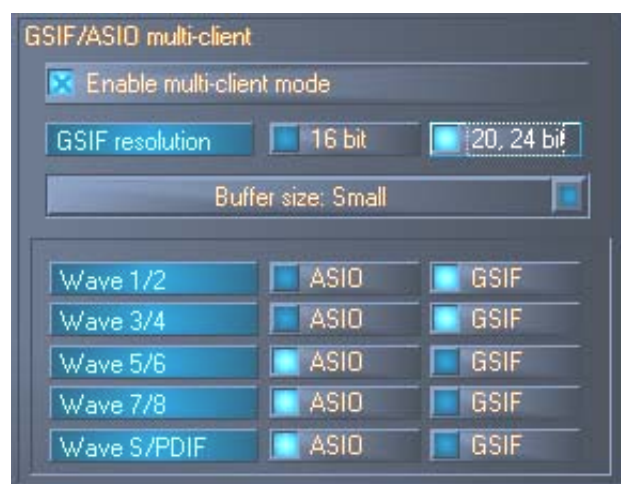 GSIF/ASIO multi-client
Enable multi-client mode
GSIF resolution 16 bit 20, 24 bit
Buffer size: Small
Wave 1/2 ASIO GSIF
Wave 3/4 ASIO GSIF
Wave 5/6 ASIO GSIF
Wave 7/8 ASIO GSIF
Wave S/PDIF ASIO GSIF